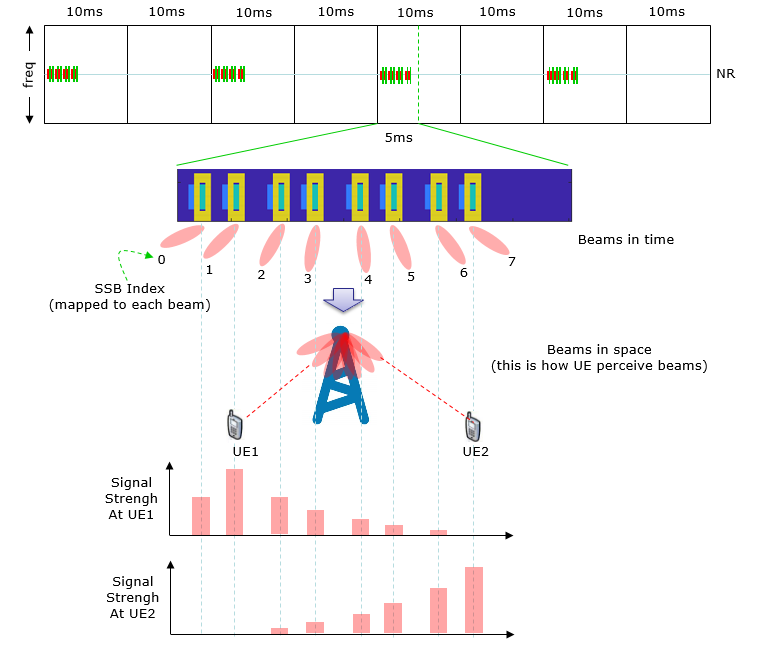 10ms 10ms 10ms 10ms 10ms 10ms 10ms 10ms
freq
NR
5ms
Beams in time
0 1 2 3 4 5 6 7
SSB Index
(mapped to each beam)
Beams in space
(this is how UE perceive beams)
UE1
UE2
Signal
Strengh
At UE1
Signal
Strengh
At UE2